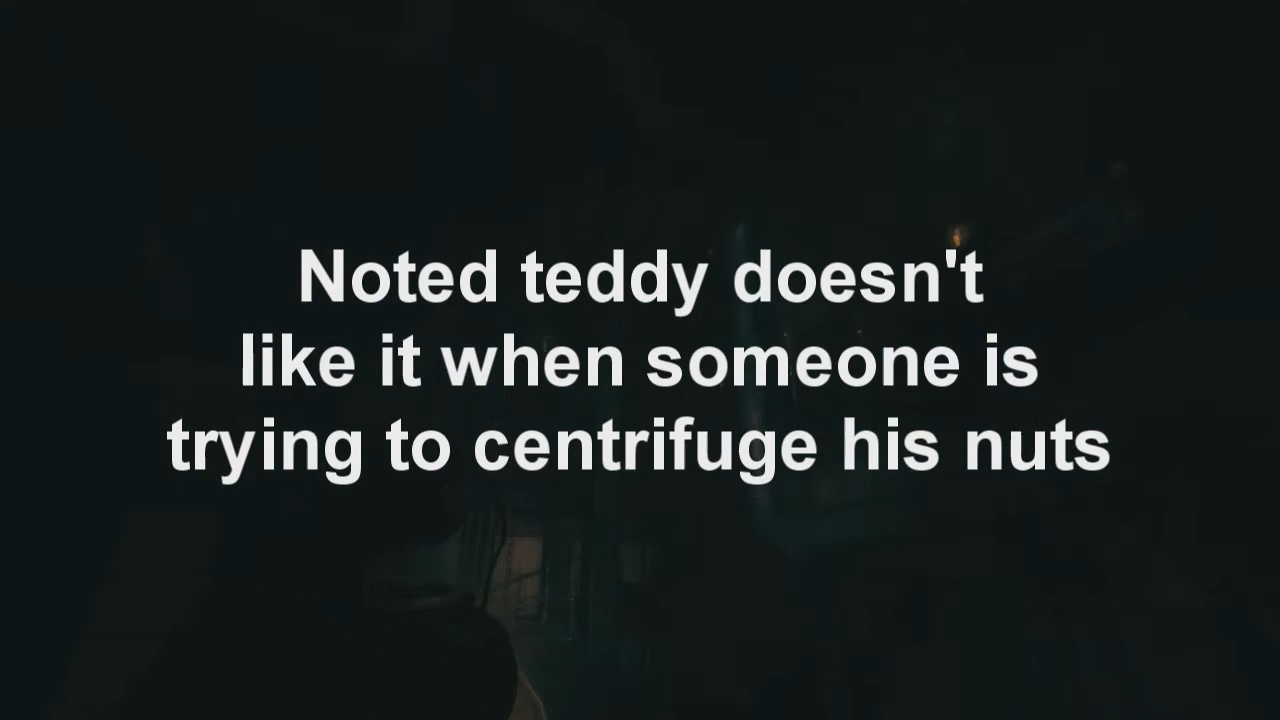 Noted teddy doesn't
like it when someone is
trying to centrifuge his nuts